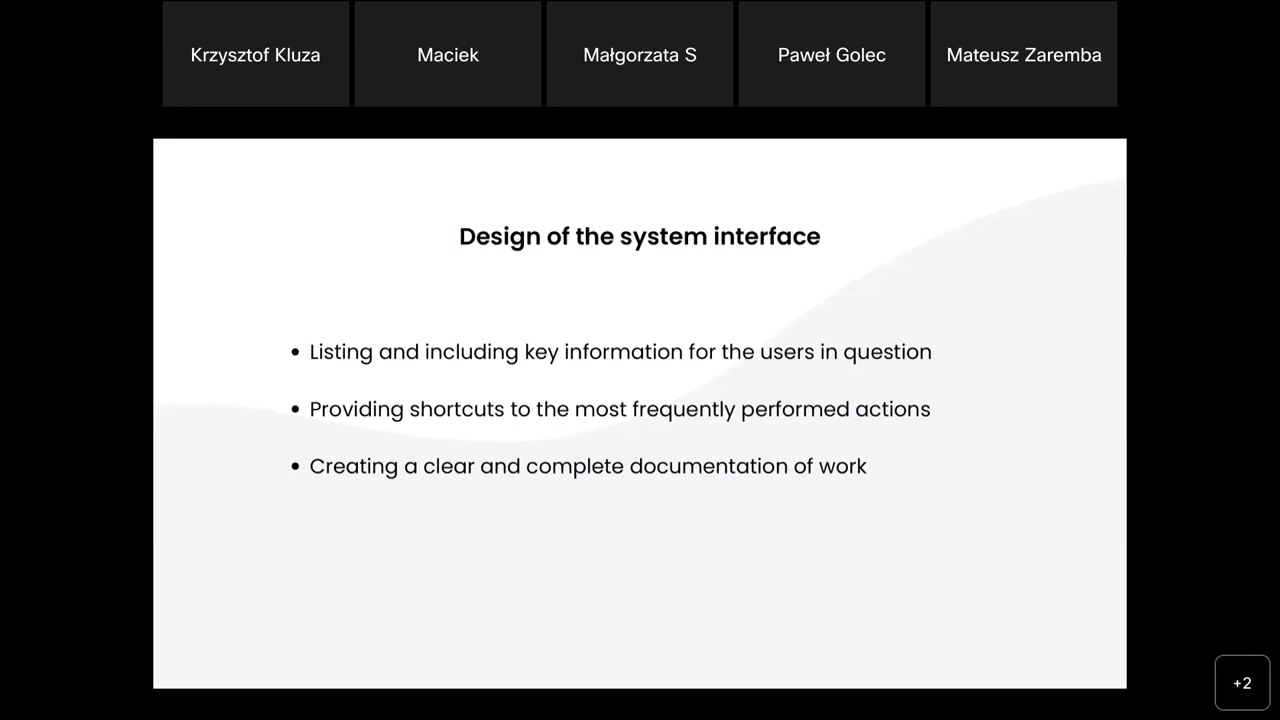 Krzysztof Kluza
Maciek
Małgorzata S
Paweł Golec
Mateusz Zaremba
Design of the system interface
• Listing and including key information for the users in question
• Providing shortcuts to the most frequently performed actions
• Creating a clear and complete documentation of work
+2